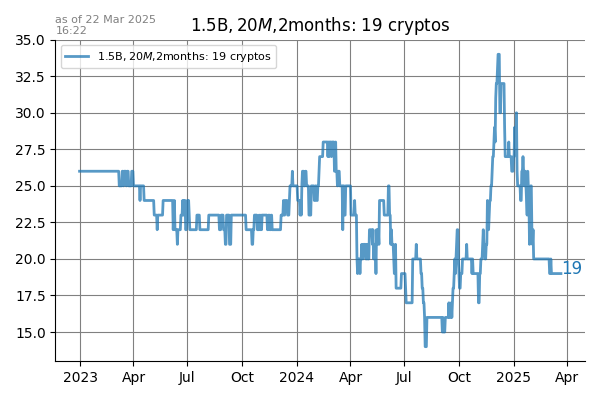 as of 22 Mar 2025
16:22
1.5B, 20M,2months: 19 cryptos
1.5B, 20M,2months: 19 cryptos
35.0
32.5
30.0
27.5
25.0
22.5
20.0
17.5
15.0
19
2023 Apr Jul Oct 2024 Apr Jul Oct 2025 Apr